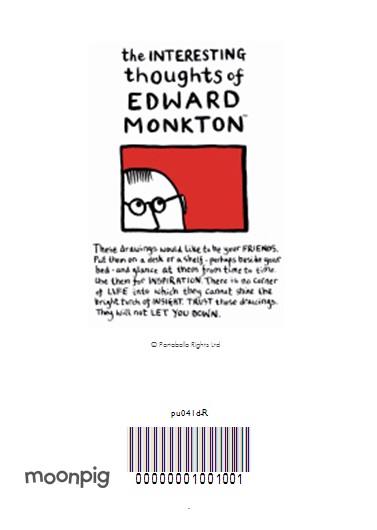 the INTERESTING
thoughts of
EDWARD
MONKTON™
These drawings would like to be your FRIENDS.
Put them on a desk or a shelf - perhaps beside your
bed - and glance at them from time to time.
Use them for INSPIRATION. There is no corner
of LIFE into which they cannot shine the
bright torch of INSIGHT. TRUST these drawings.
They will not LET YOU DOWN.
© Panabella Rights Ltd
pu041d-R
moonpig
00000001001001